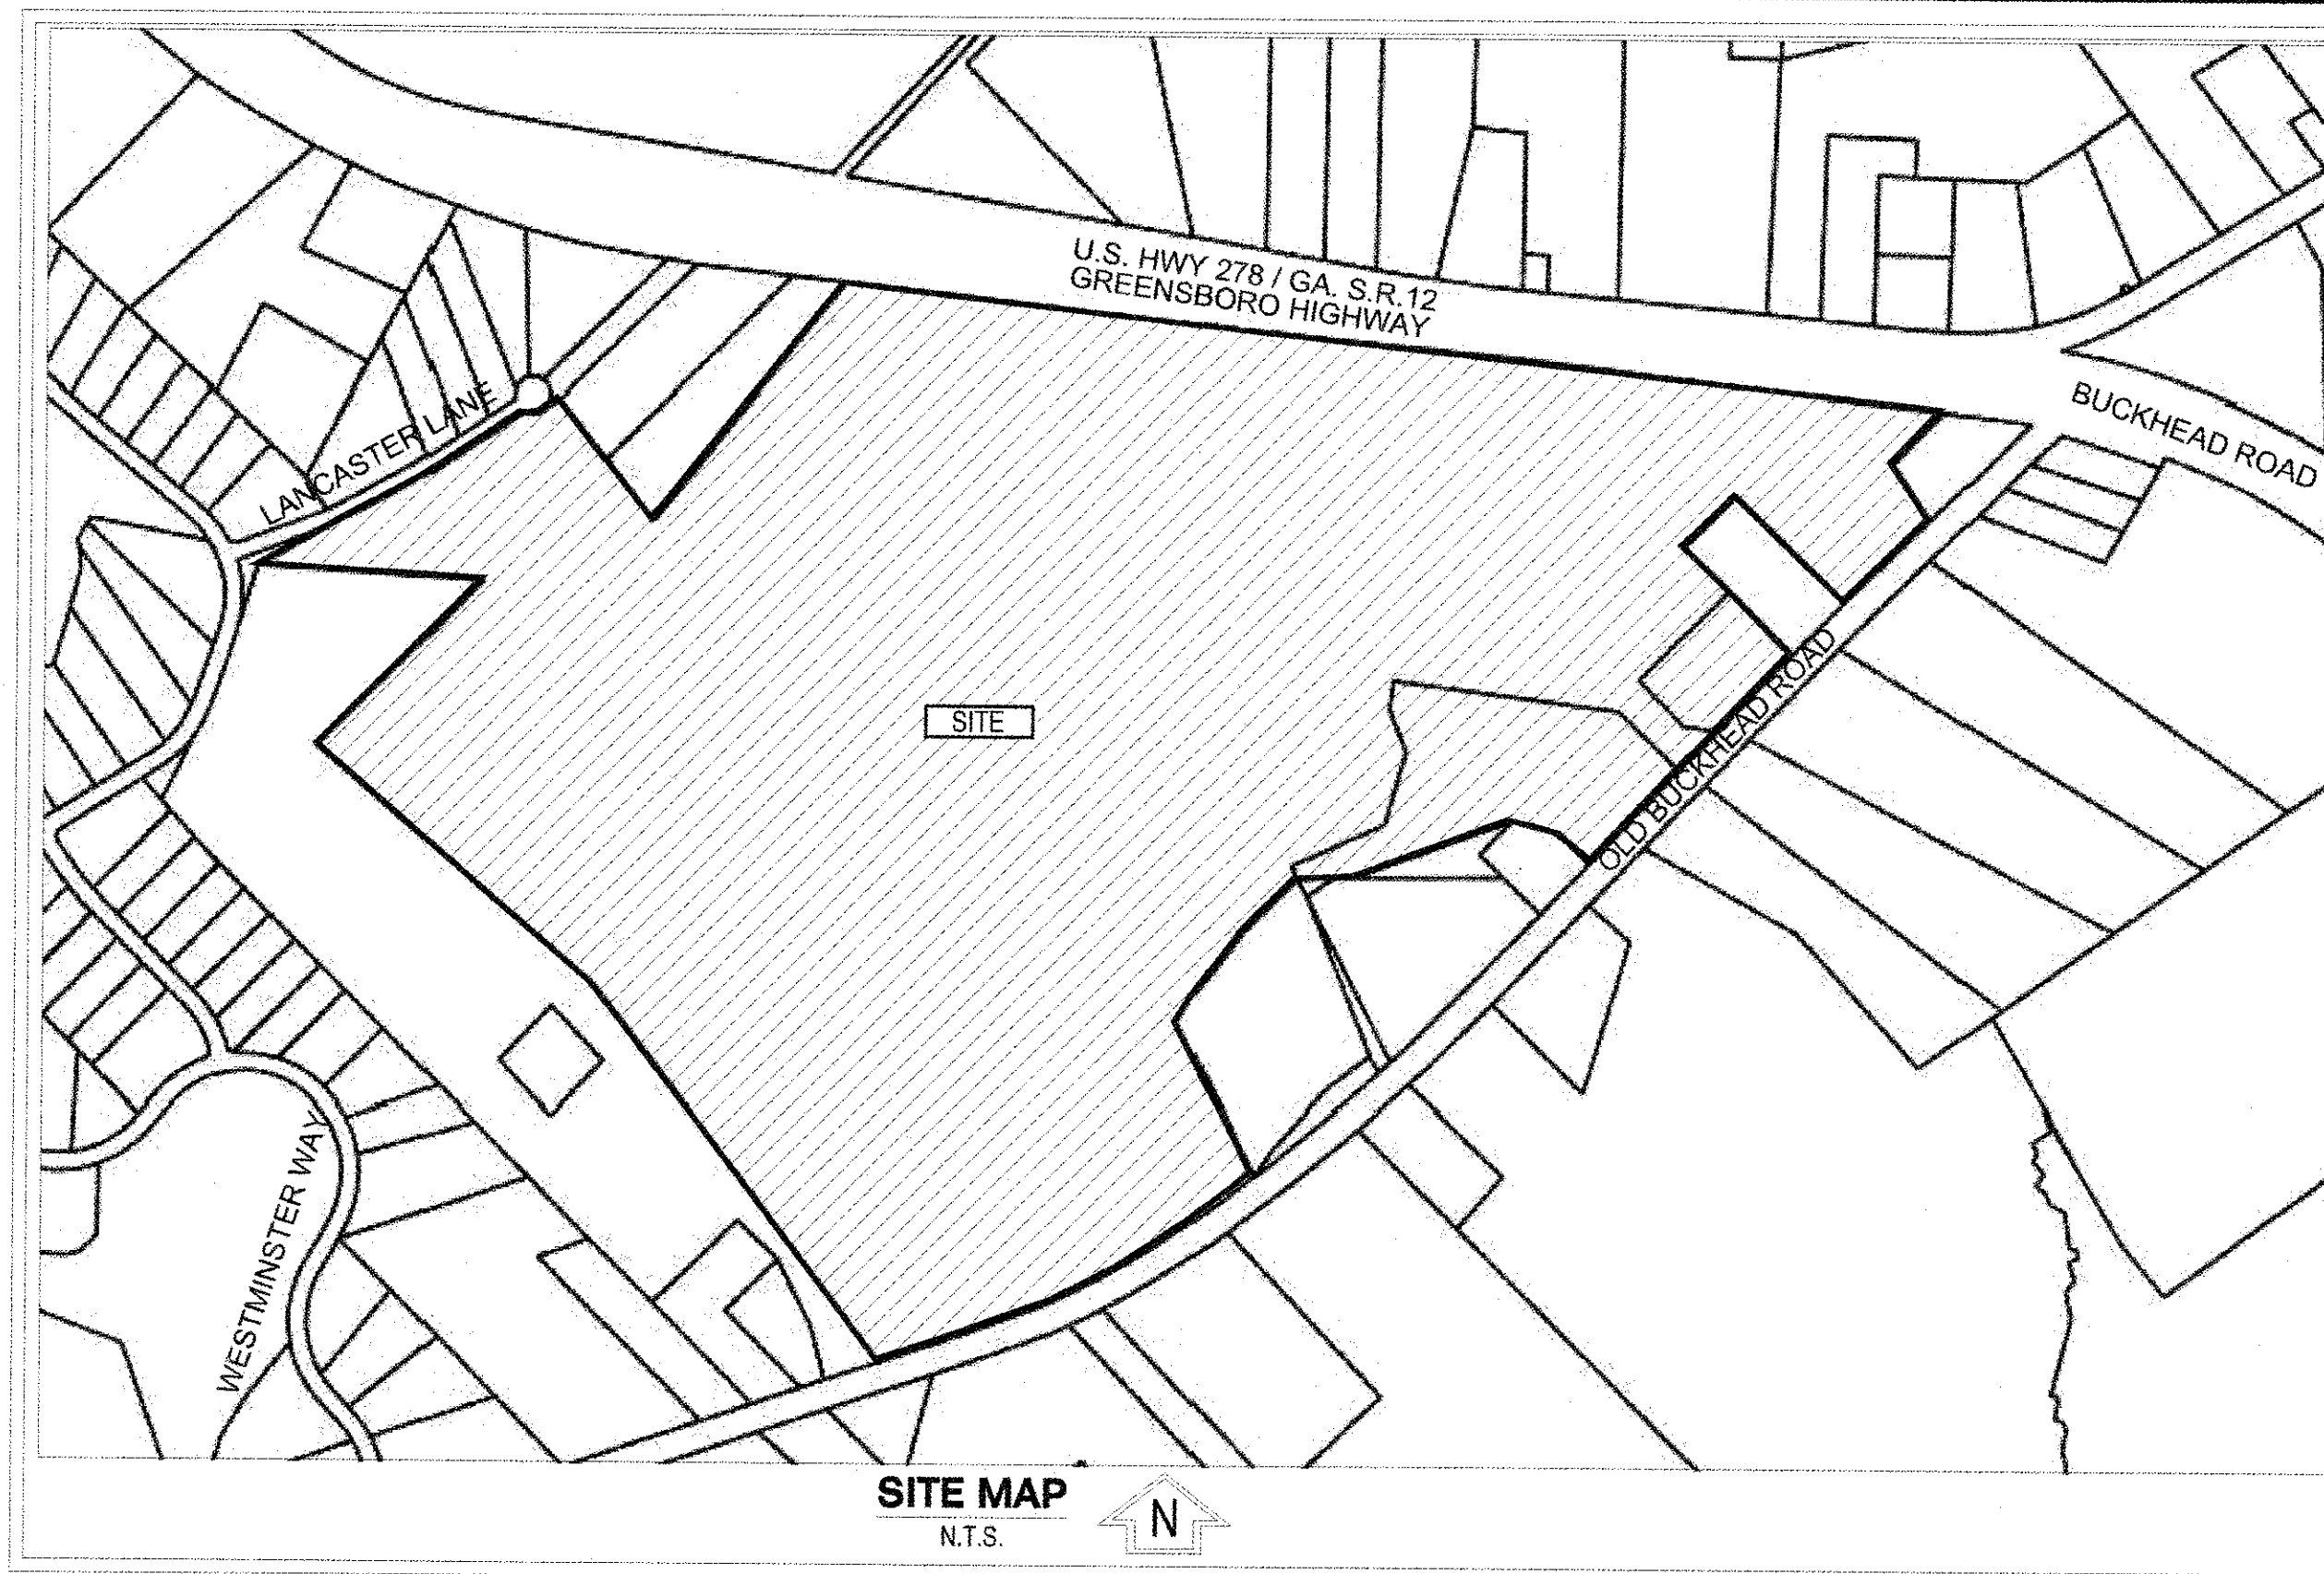 U.S. HWY 278 / GA. S.R.12
GREENSBORO HIGHWAY
BUCKHEAD ROAD
LANCASTER LANE
SITE
OLD BUCKHEAD ROAD
WESTMINSTER WAY
SITE MAP
N.T.S.
N